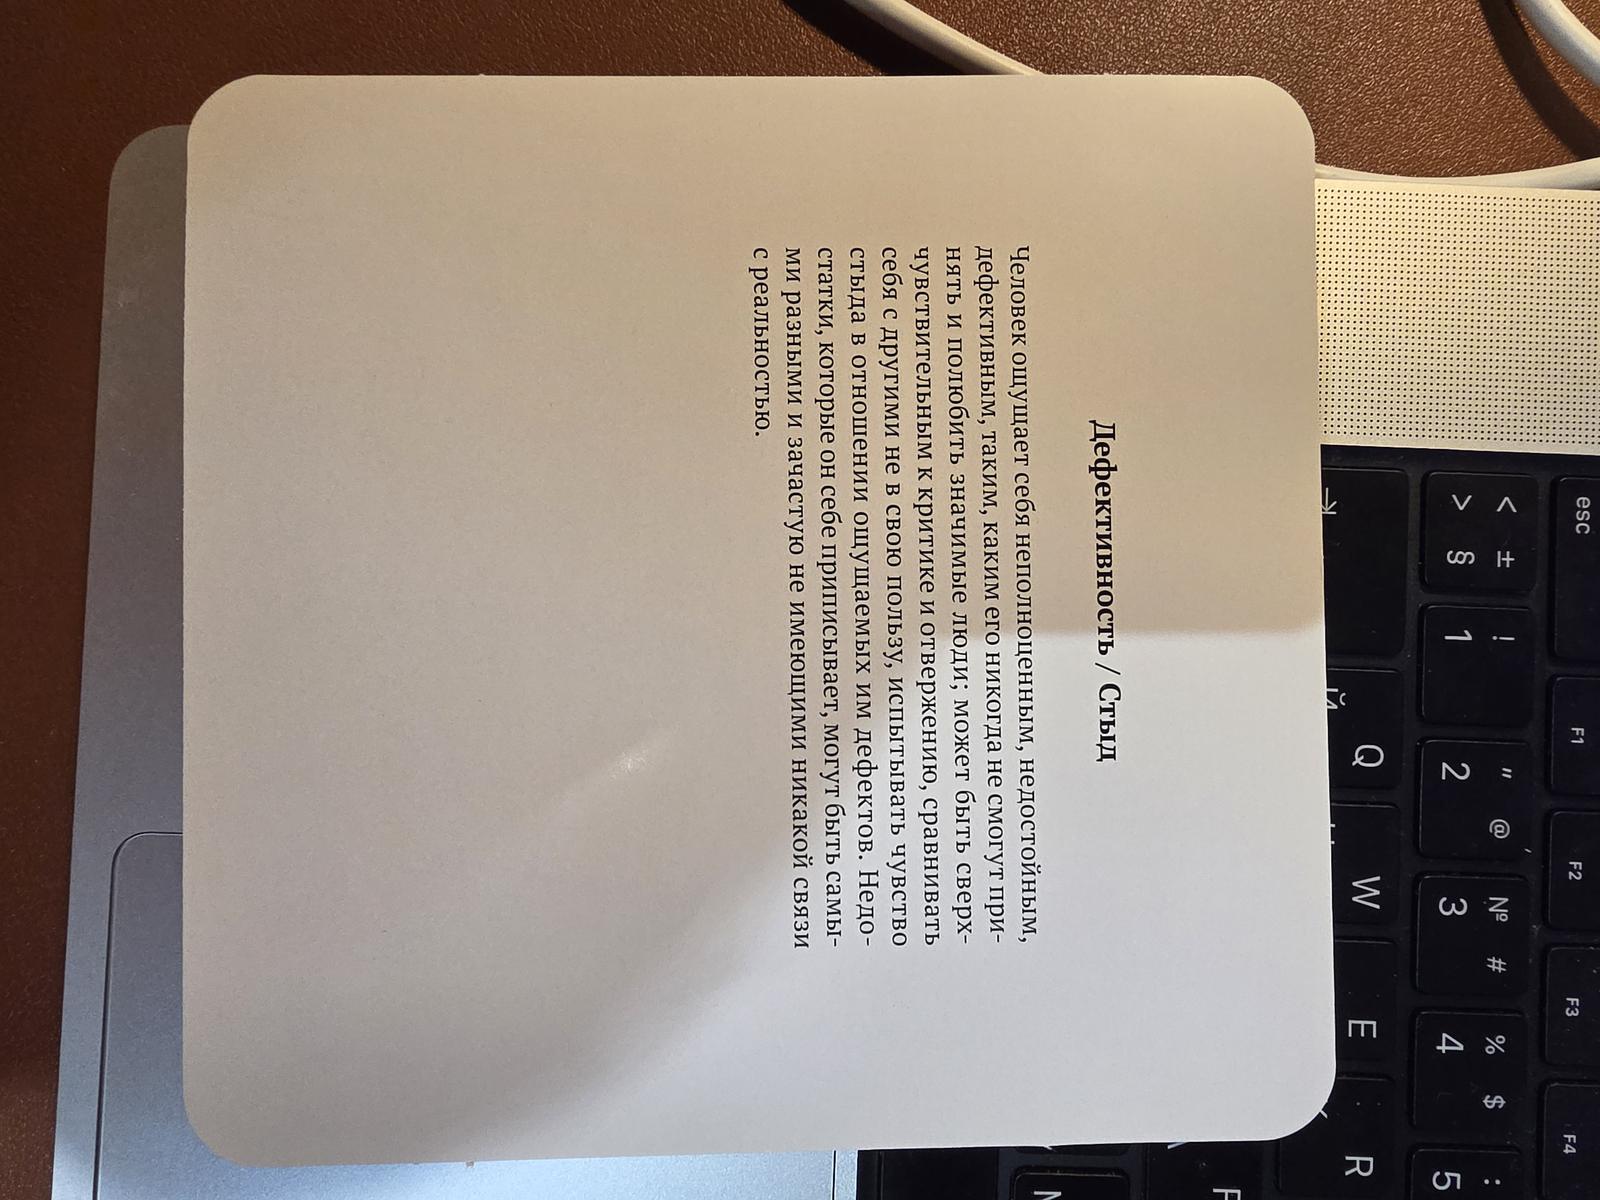 Дефективность / Стыд
Человек ощущает себя неполноценным, недостойным,
дефективным, таким, каким его никогда не смогут при-
нять и полюбить значимые люди; может быть сверх-
чувствительным к критике и отвержению, сравнивать
себя с другими не в свою пользу, испытывать чувство
стыда в отношении ощущаемых им дефектов. Недо-
статки, которые он себе приписывает, могут быть самы-
ми разными и зачастую не имеющими никакой связи
с реальностью.
esc
F1
F2
F3
F4
< ±
> §
!
1
" @
2
№ #
3
% $
4
:
5
Й Q
W
E
R